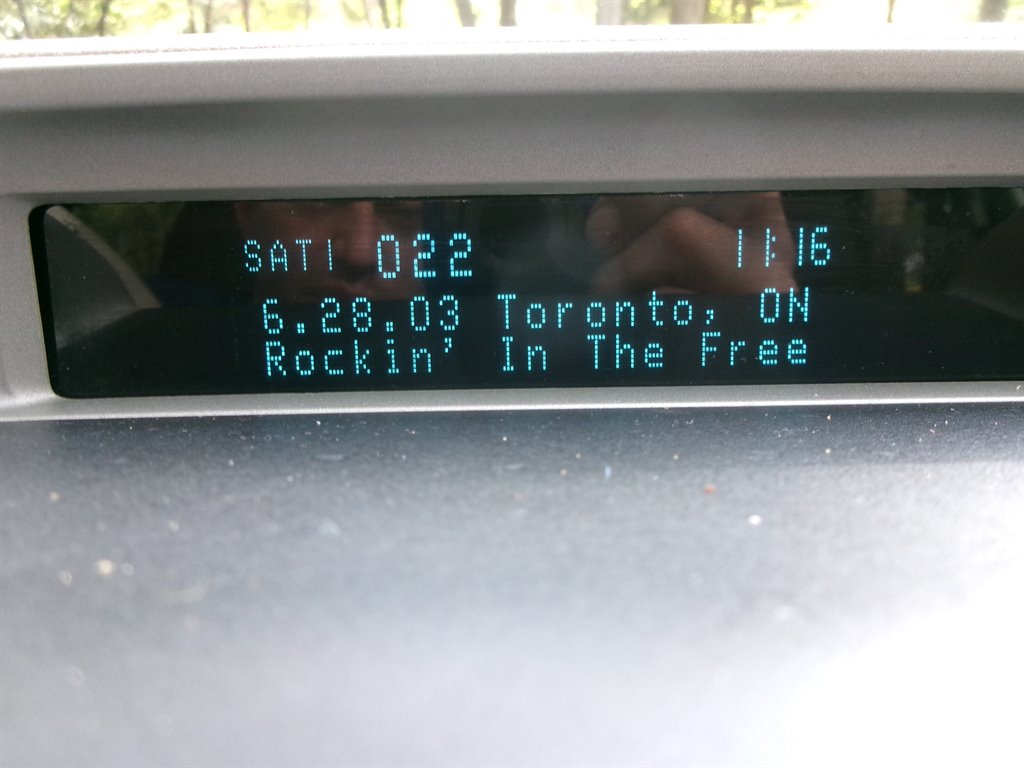 SAT1 022 11:16
6.28.03 Toronto, ON
Rockin' In The Free